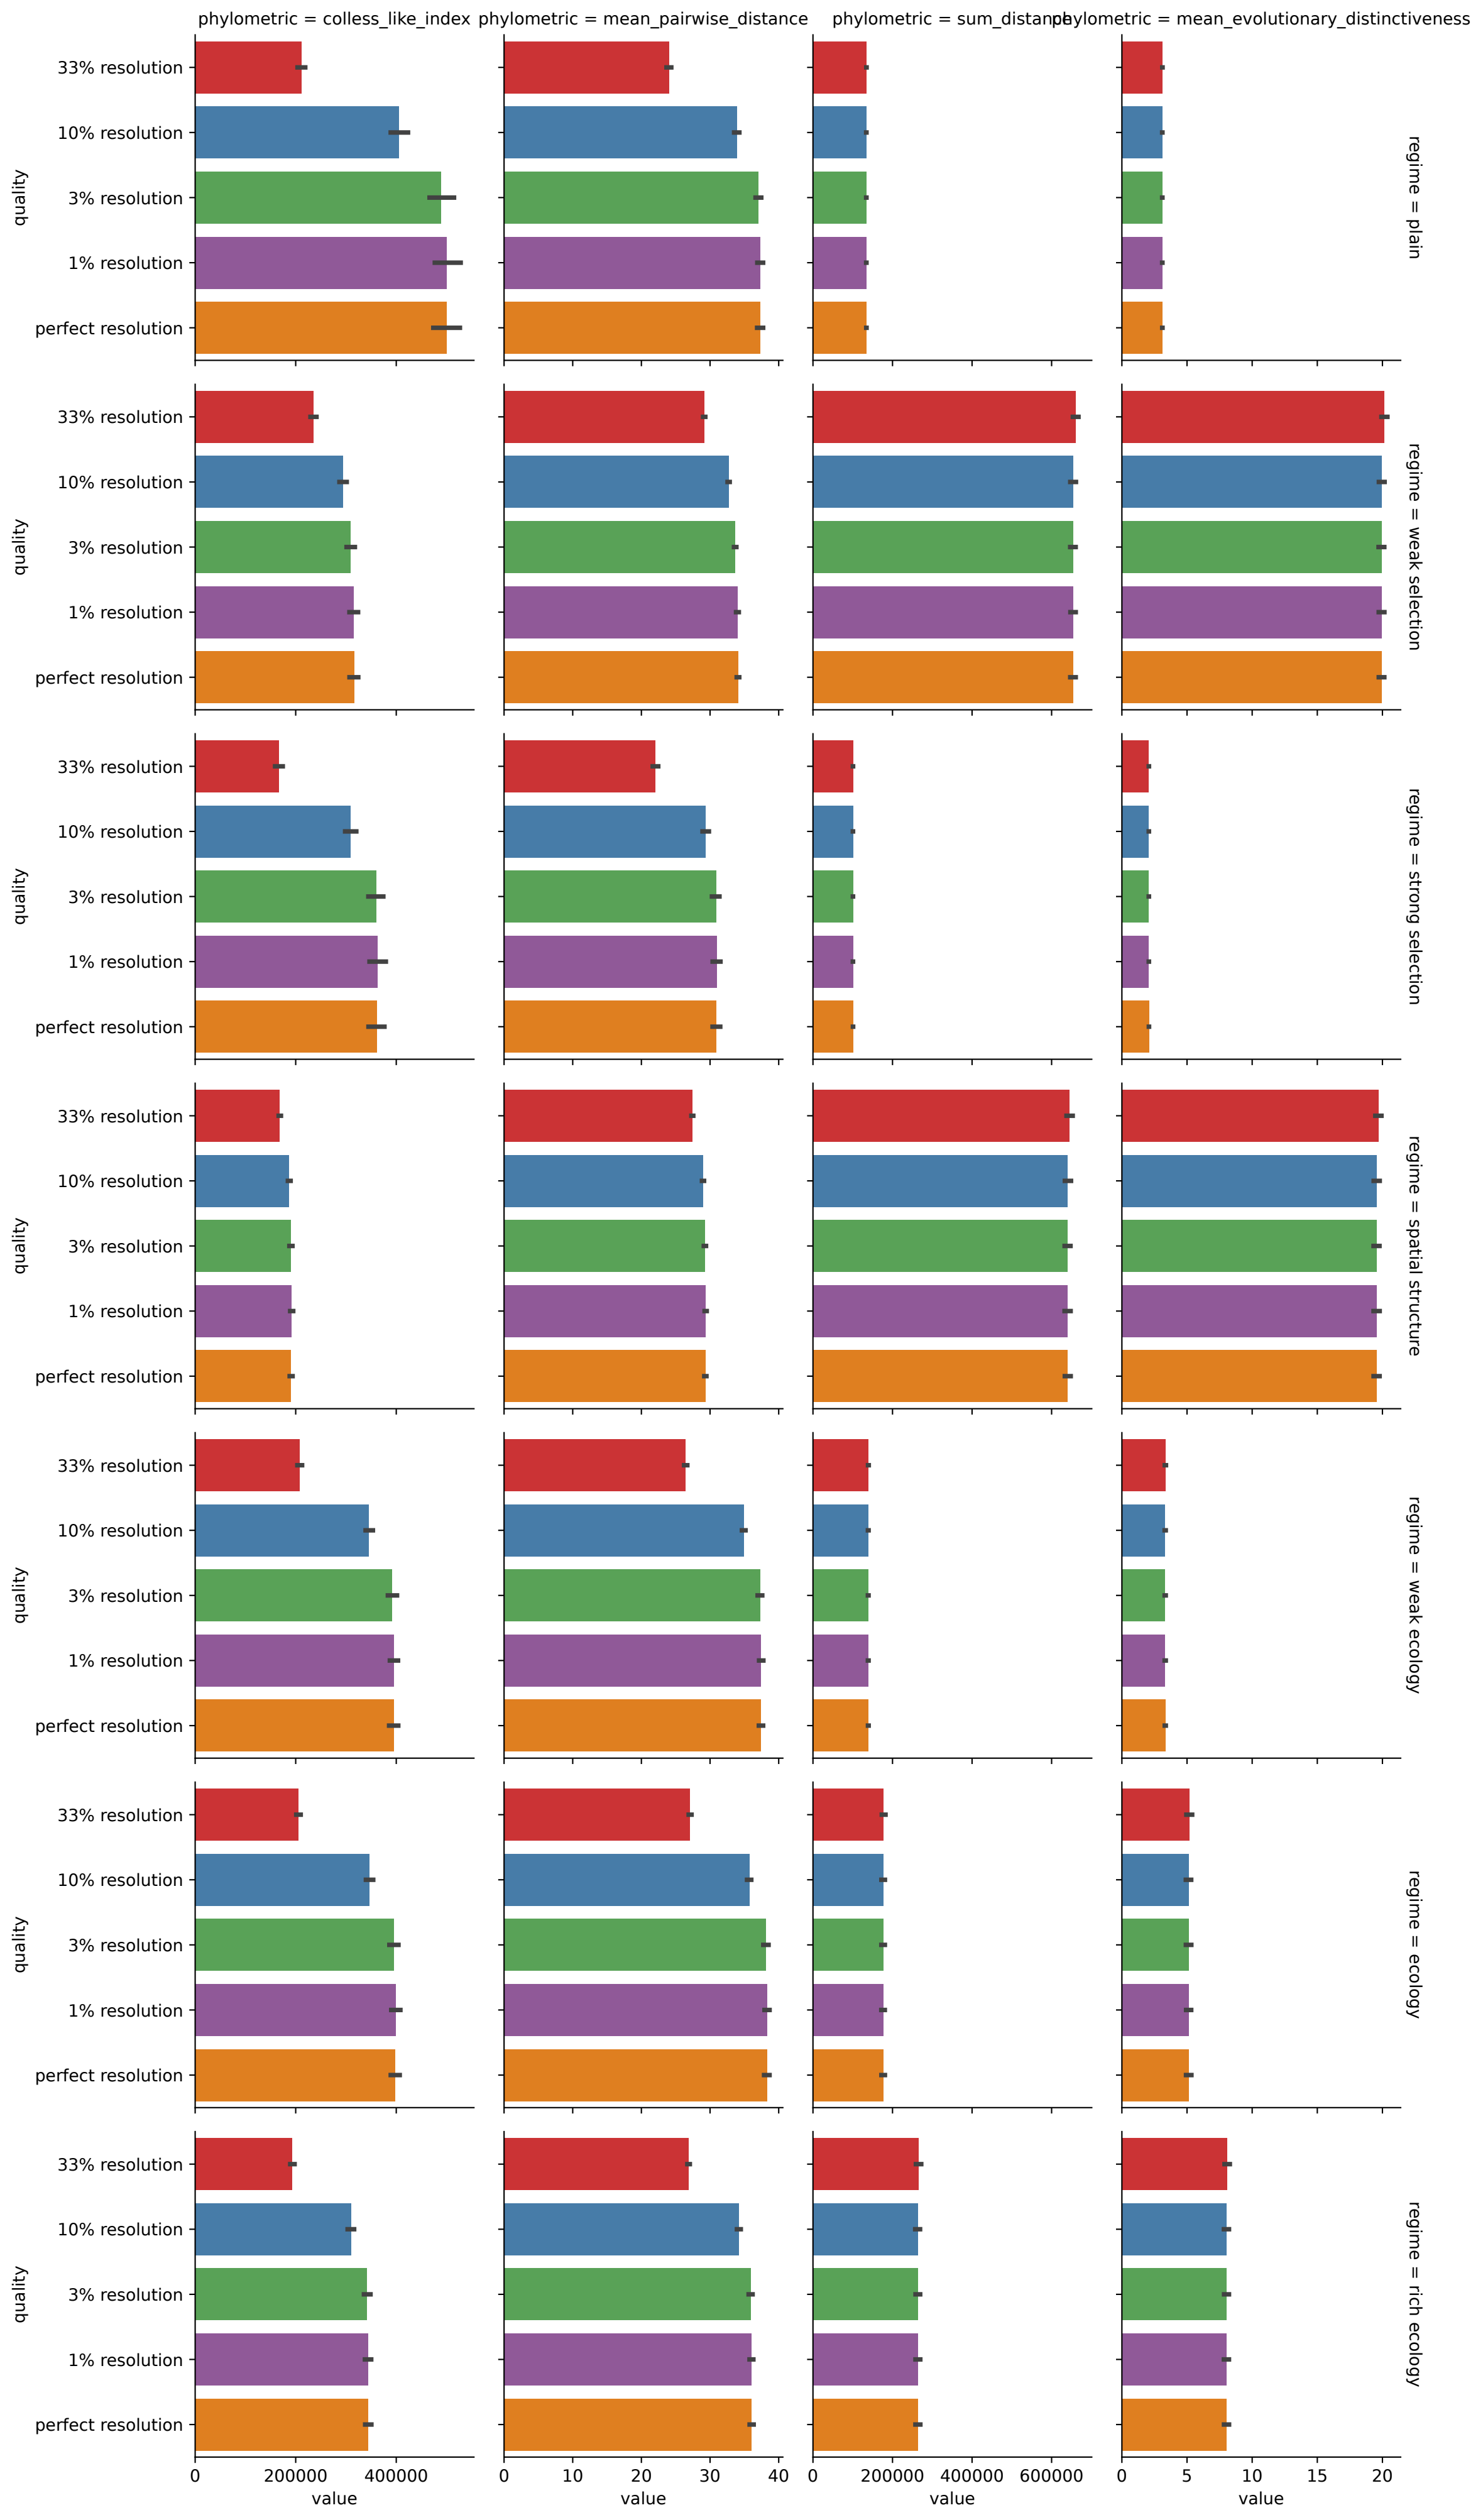 phylometric = colless_like_index
phylometric = mean_pairwise_distance
phylometric = sum_distance
phylometric = mean_evolutionary_distinctiveness
33% resolution
10% resolution
3% resolution
1% resolution
perfect resolution
quality
regime = plain
33% resolution
10% resolution
3% resolution
1% resolution
perfect resolution
quality
regime = weak selection
33% resolution
10% resolution
3% resolution
1% resolution
perfect resolution
quality
regime = strong selection
33% resolution
10% resolution
3% resolution
1% resolution
perfect resolution
quality
regime = spatial structure
33% resolution
10% resolution
3% resolution
1% resolution
perfect resolution
quality
regime = weak ecology
33% resolution
10% resolution
3% resolution
1% resolution
perfect resolution
quality
regime = ecology
33% resolution
10% resolution
3% resolution
1% resolution
perfect resolution
quality
regime = rich ecology
0 200000 400000
value
0 10 20 30 40
value
0 200000 400000 600000
value
0 5 10 15 20
value